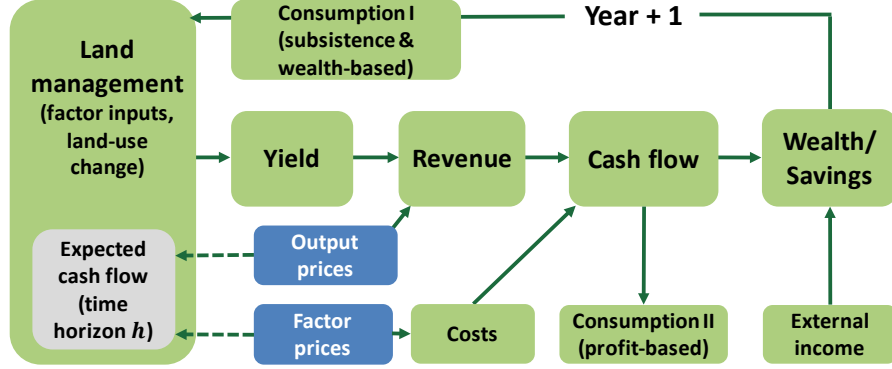 Consumption I
(subsistence &
wealth-based)
Year + 1
Land
management
(factor inputs,
land-use
change)
Yield
Revenue
Cash flow
Wealth/
Savings
Expected
cash flow
(time
horizon h)
Output
prices
Factor
prices
Costs
Consumption II
(profit-based)
External
income